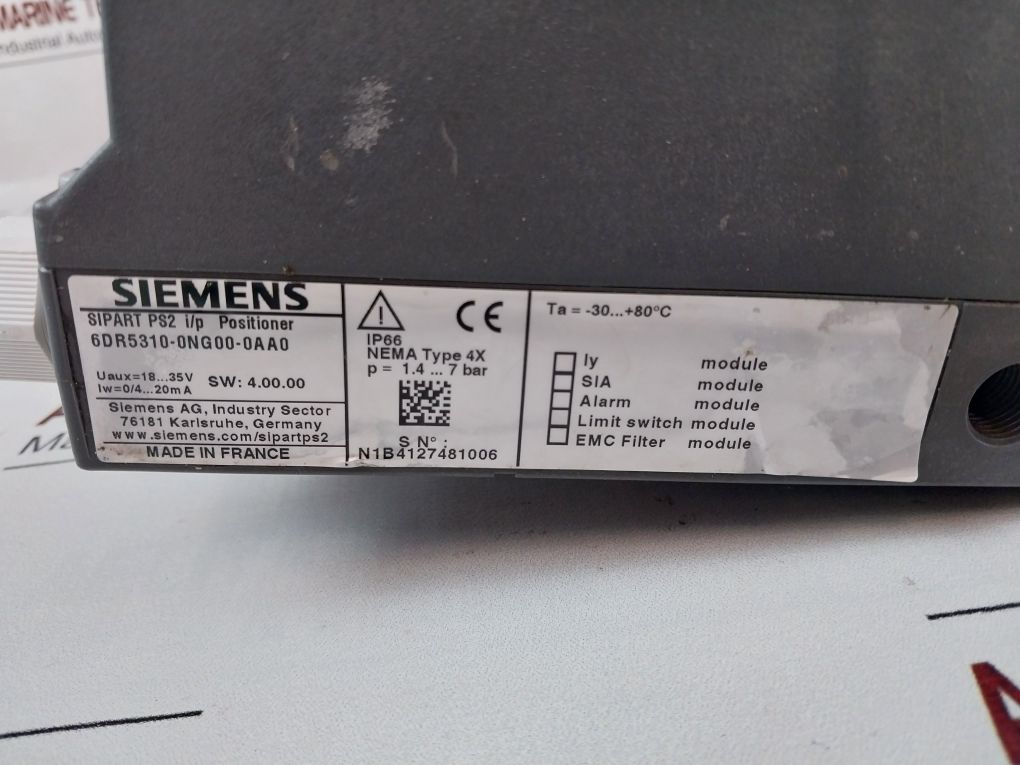 MARINE
SIEMENS
SIPART PS2 i/p Positioner
6DR5310-0NG00-0AA0
Uaux=18...35V
SW: 4.00.00
Iw=0/4...20mA
Siemens AG, Industry Sector
76181 Karlsruhe, Germany
www.siemens.com/sipartps2
MADE IN FRANCE
CE
IP66
NEMA Type 4X
p = 1.4 ... 7 bar
S N° :
N1B4127481006
Ta = -30...+80°C
Iy module
SIA module
Alarm module
Limit switch module
EMC Filter module